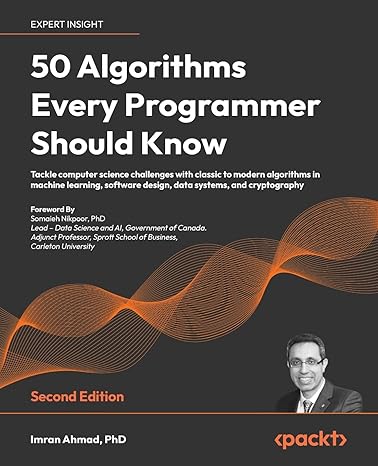 EXPERT INSIGHT
50 Algorithms
Every Programmer
Should Know
Tackle computer science challenges with classic to modern algorithms in
machine learning, software design, data systems, and cryptography
Foreword By
Somaieh Nikpoor, PhD
Lead – Data Science and AI, Government of Canada.
Adjunct Professor, Sprott School of Business,
Carleton University
Second Edition
Imran Ahmad, PhD
<packt>